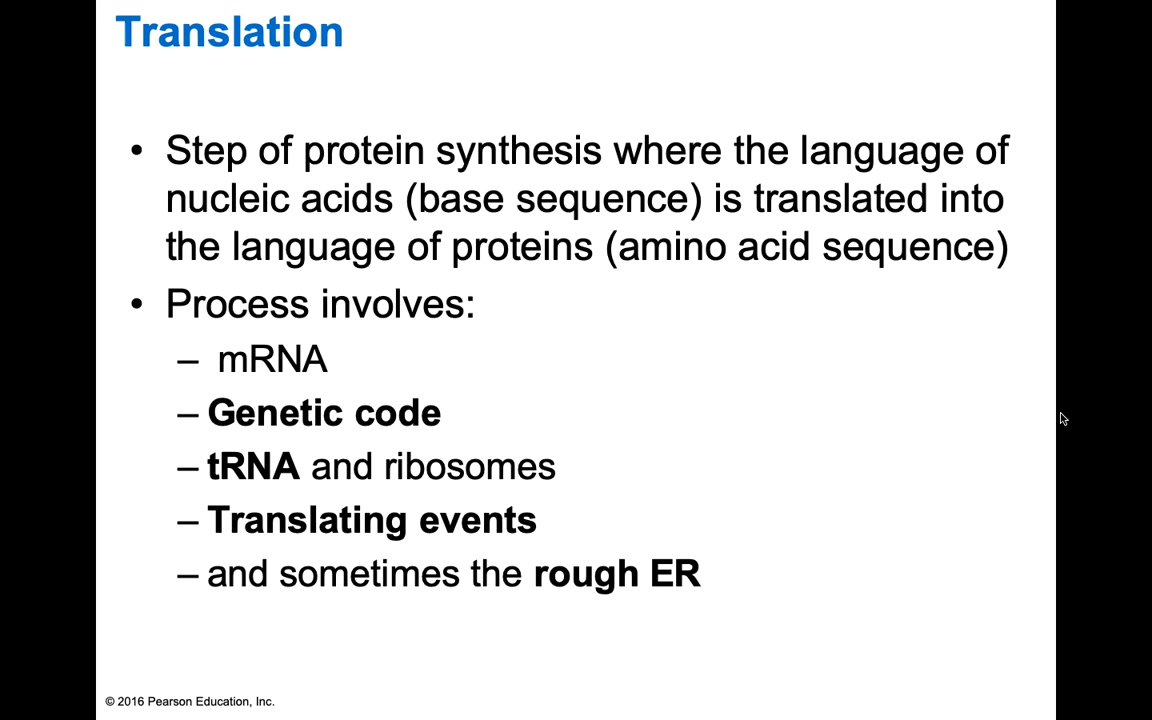 Translation
• Step of protein synthesis where the language of
nucleic acids (base sequence) is translated into
the language of proteins (amino acid sequence)
• Process involves:
– mRNA
– Genetic code
– tRNA and ribosomes
– Translating events
– and sometimes the rough ER
© 2016 Pearson Education, Inc.